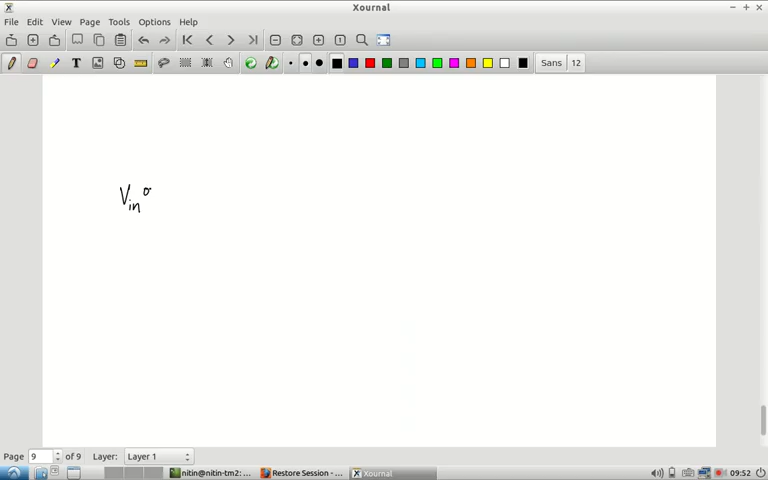 Xournal
File Edit View Page Tools Options Help
T Sans 12
Vin
Page 9 of 9 Layer: Layer 1
nitin@nitin-tm2: ... Restore Session - ... Xournal 09:52